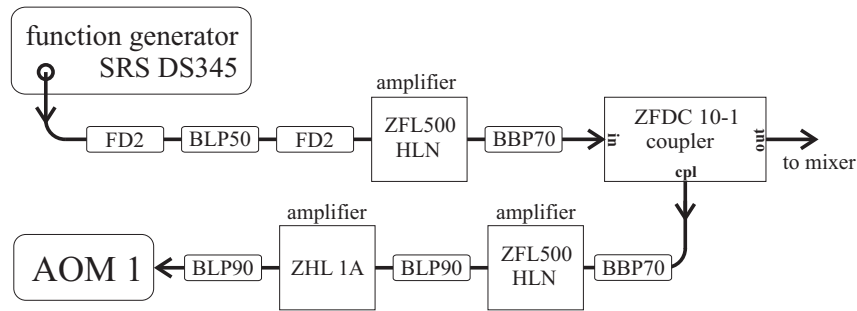 function generator
SRS DS345
amplifier
FD2
BLP50
FD2
ZFL500
HLN
BBP70
in
ZFDC 10-1
coupler
cpl
out
to mixer
amplifier
amplifier
AOM 1
BLP90
ZHL 1A
BLP90
ZFL500
HLN
BBP70